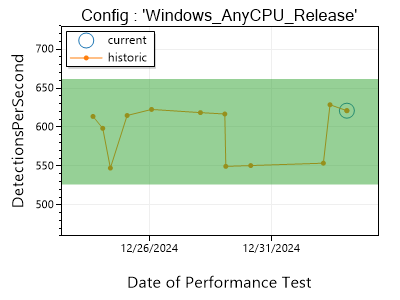 Config : 'Windows_AnyCPU_Release'
current
historic
DetectionsPerSecond
700
650
600
550
500
12/26/2024
12/31/2024
Date of Performance Test